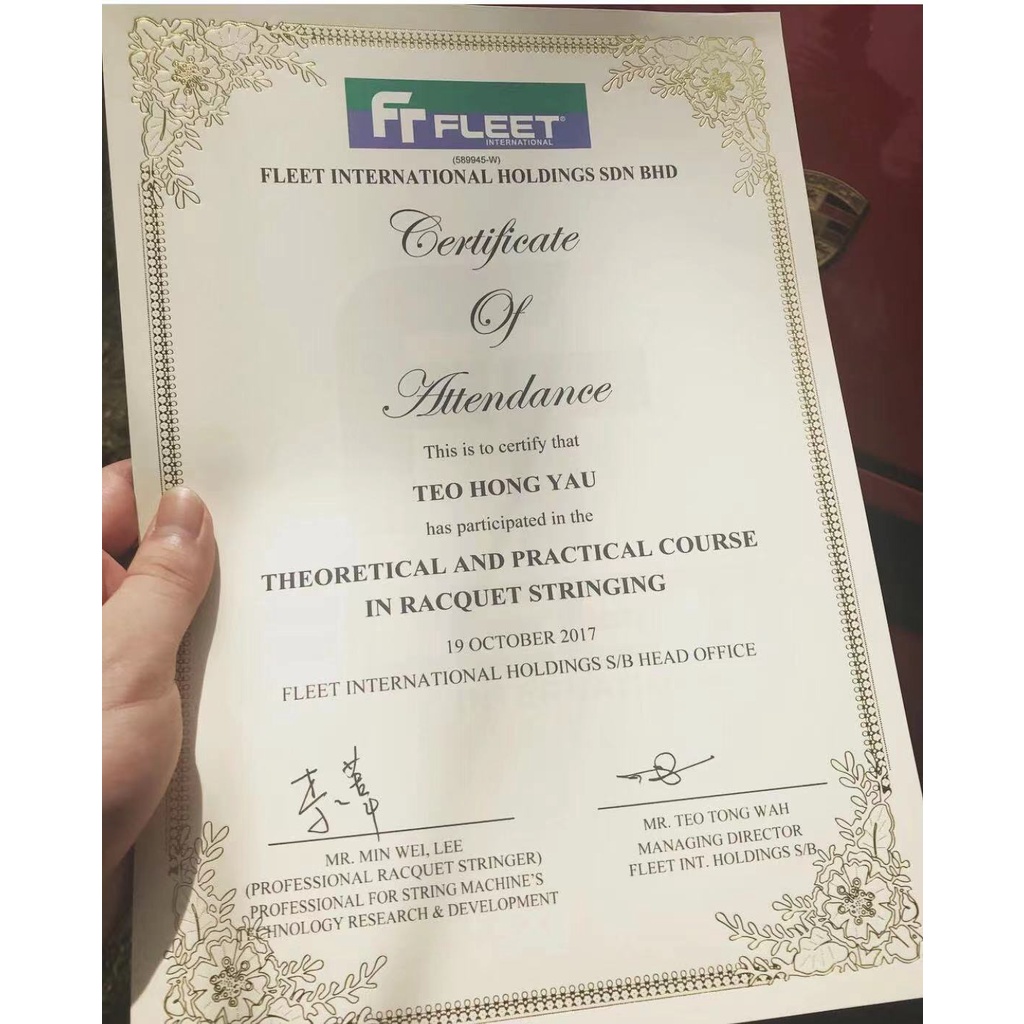 FT FLEET®
INTERNATIONAL
(589945-W)
FLEET INTERNATIONAL HOLDINGS SDN BHD
Certificate
Of
Attendance
This is to certify that
TEO HONG YAU
has participated in the
THEORETICAL AND PRACTICAL COURSE
IN RACQUET STRINGING
19 OCTOBER 2017
FLEET INTERNATIONAL HOLDINGS S/B HEAD OFFICE
MR. MIN WEI, LEE
(PROFESSIONAL RACQUET STRINGER)
PROFESSIONAL FOR STRING MACHINE'S
TECHNOLOGY RESEARCH & DEVELOPMENT
MR. TEO TONG WAH
MANAGING DIRECTOR
FLEET INT. HOLDINGS S/B